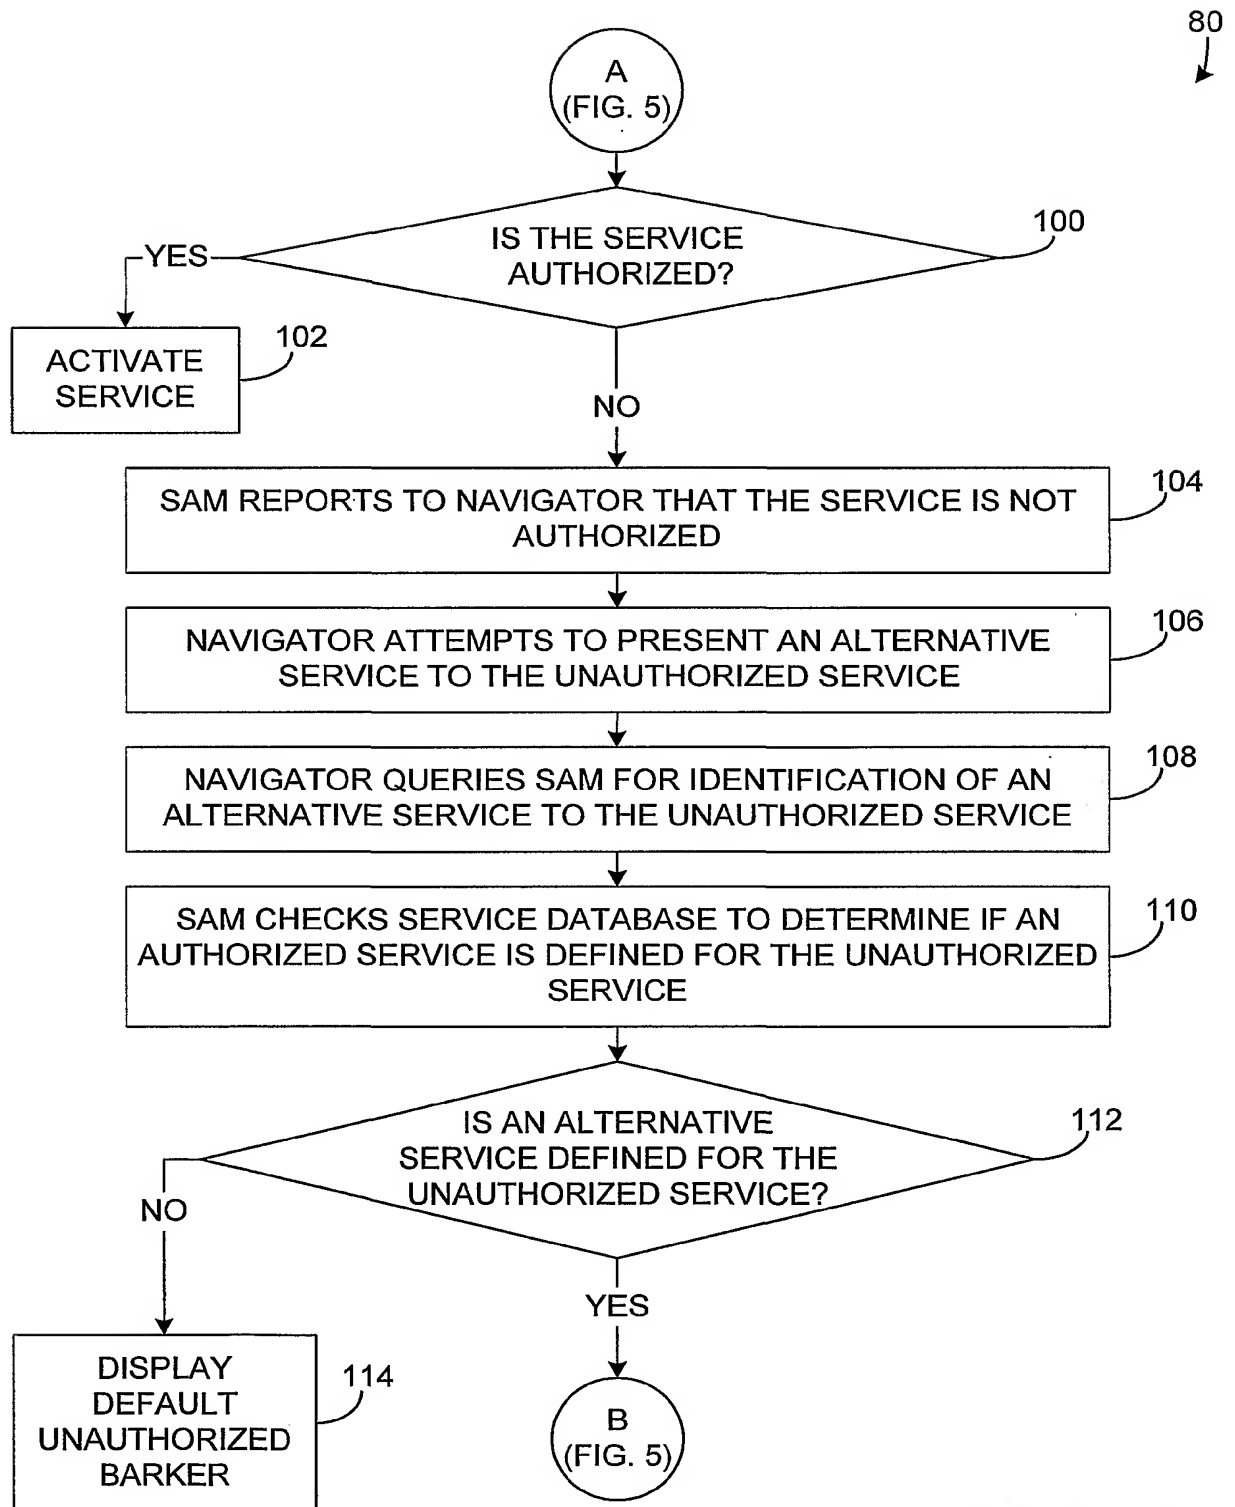 80
A
(FIG. 5)
IS THE SERVICE
AUTHORIZED?
100
YES
ACTIVATE
SERVICE
102
NO
SAM REPORTS TO NAVIGATOR THAT THE SERVICE IS NOT
AUTHORIZED
104
NAVIGATOR ATTEMPTS TO PRESENT AN ALTERNATIVE
SERVICE TO THE UNAUTHORIZED SERVICE
106
NAVIGATOR QUERIES SAM FOR IDENTIFICATION OF AN
ALTERNATIVE SERVICE TO THE UNAUTHORIZED SERVICE
108
SAM CHECKS SERVICE DATABASE TO DETERMINE IF AN
AUTHORIZED SERVICE IS DEFINED FOR THE UNAUTHORIZED
SERVICE
110
IS AN ALTERNATIVE
SERVICE DEFINED FOR THE
UNAUTHORIZED SERVICE?
112
NO
YES
DISPLAY
DEFAULT
UNAUTHORIZED
BARKER
114
B
(FIG. 5)